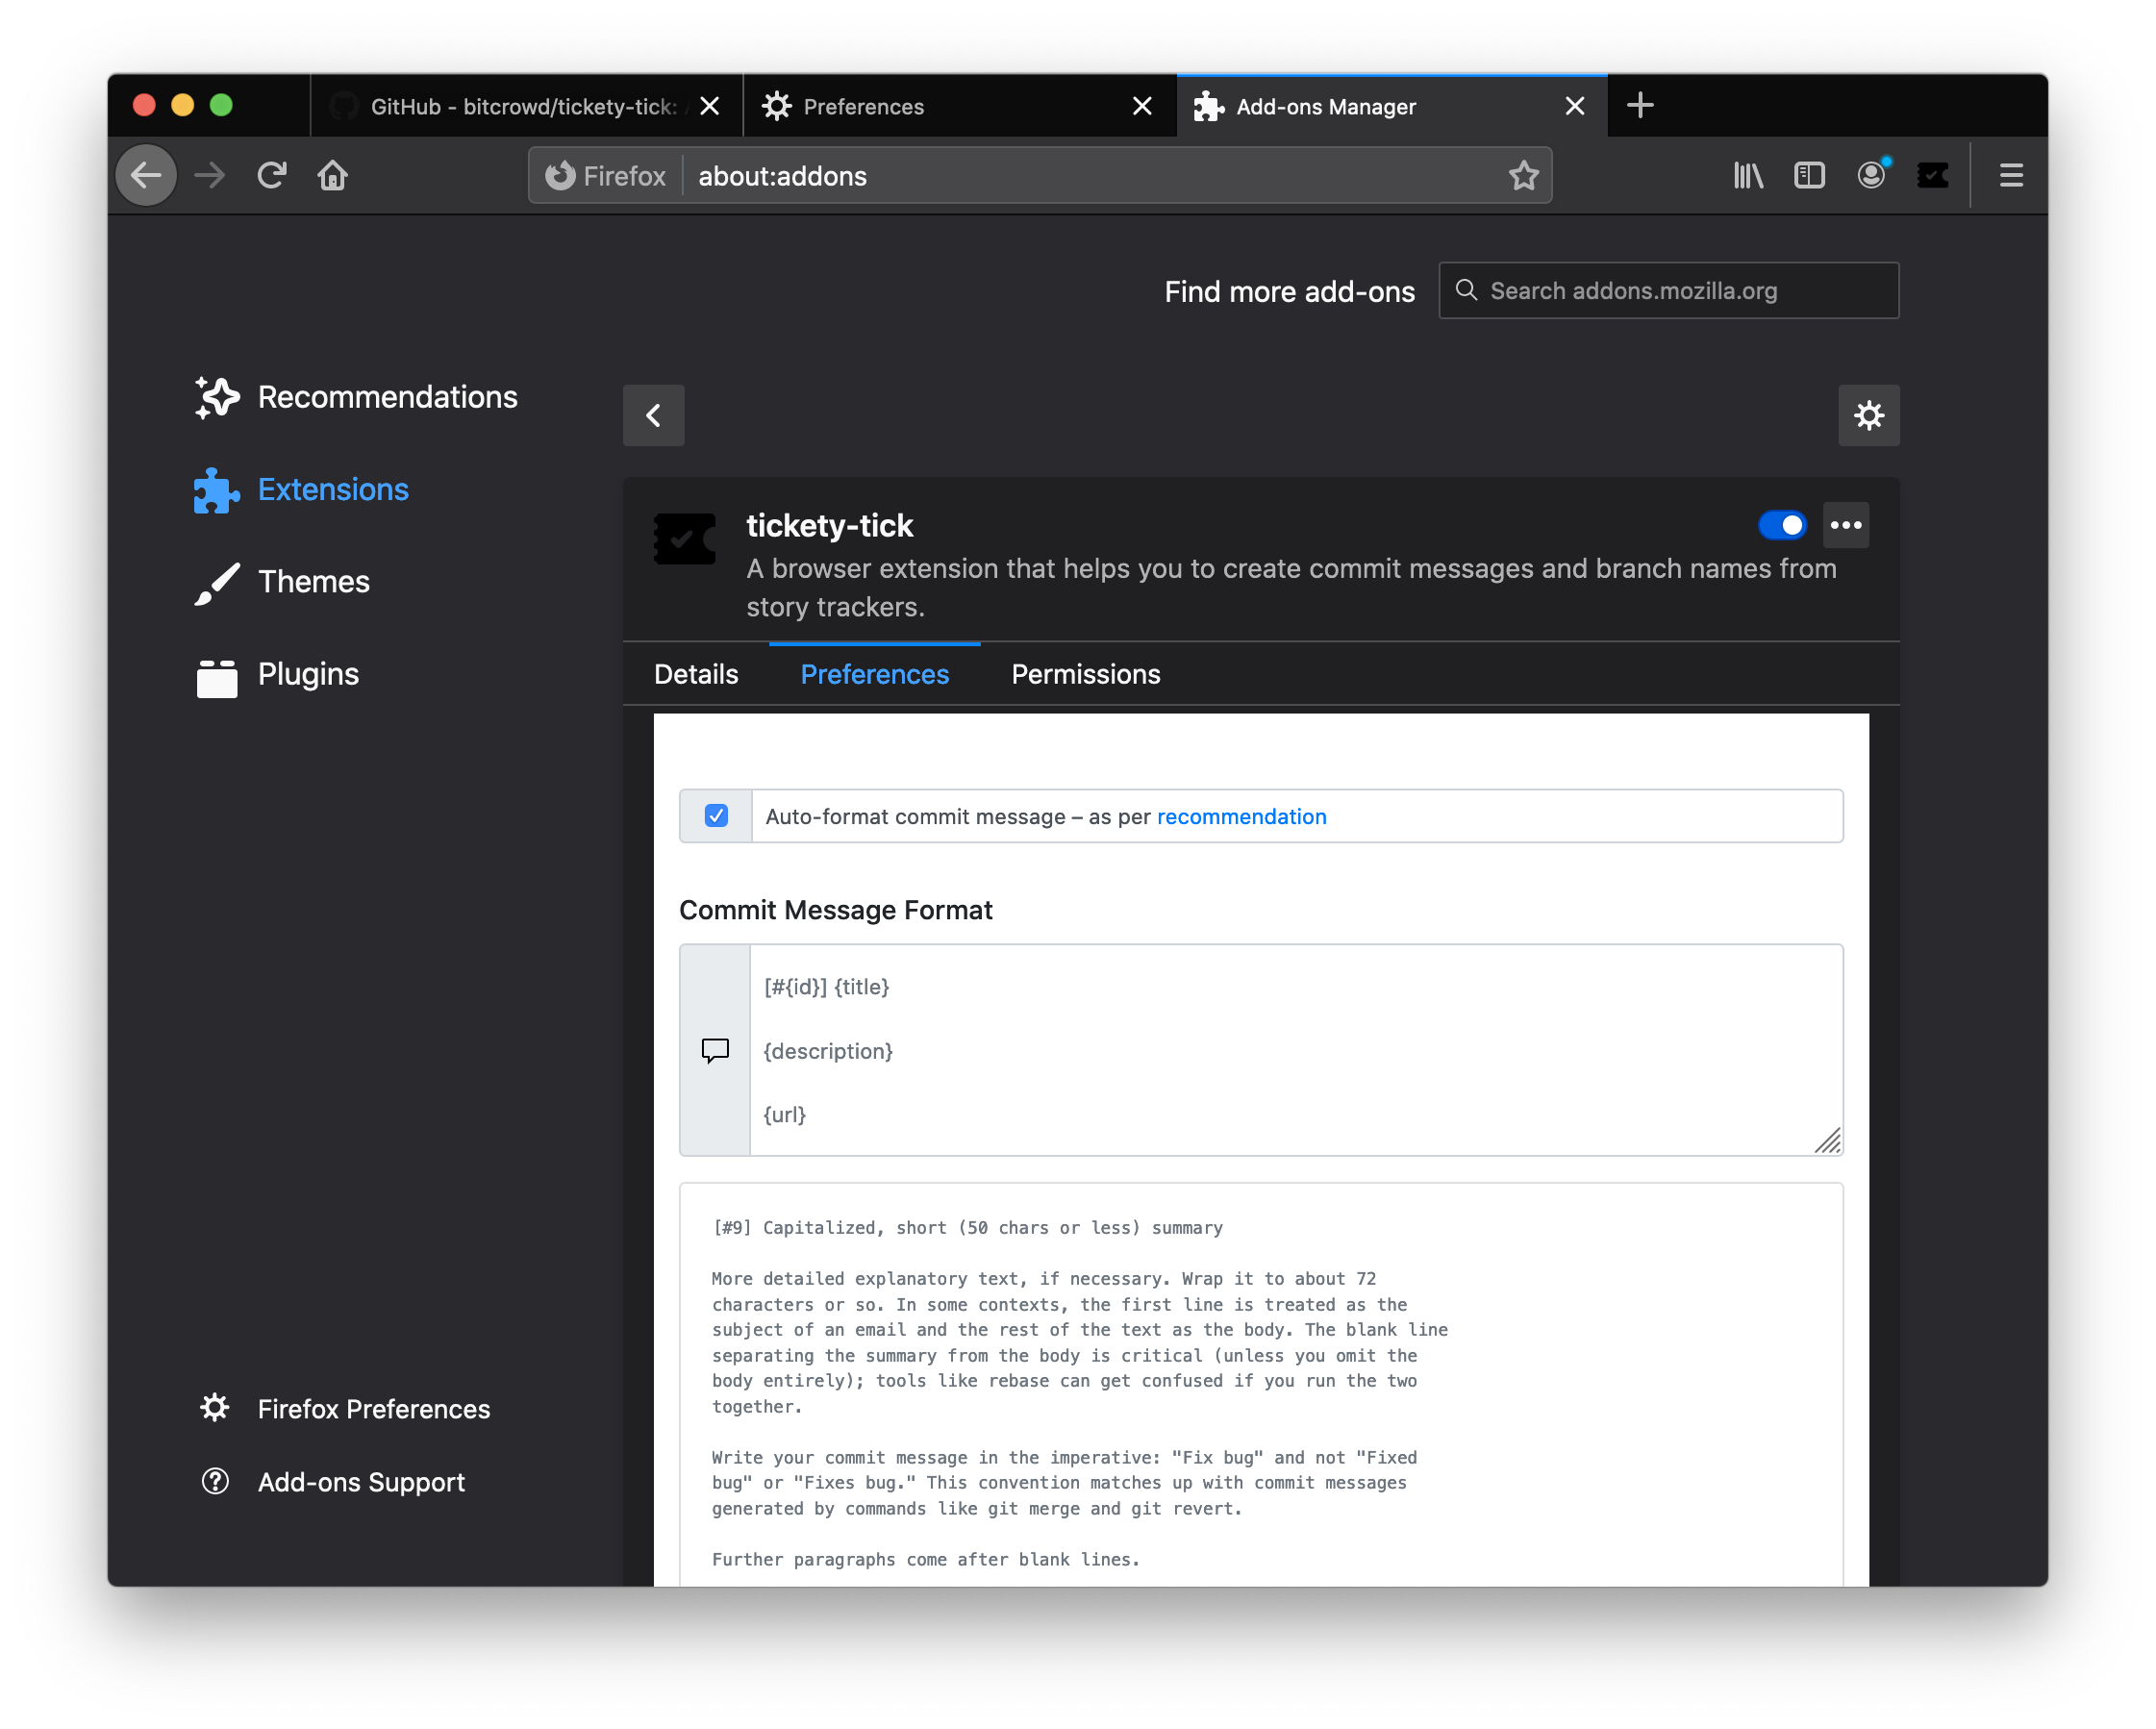 GitHub - bitcrowd/tickety-tick:
Preferences
Add-ons Manager
Firefox
about:addons
Find more add-ons
Search addons.mozilla.org
Recommendations
Extensions
Themes
Plugins
tickety-tick
A browser extension that helps you to create commit messages and branch names from
story trackers.
Details
Preferences
Permissions
Auto-format commit message – as per recommendation
Commit Message Format
[#{id}] {title}
{description}
{url}
[#9] Capitalized, short (50 chars or less) summary
More detailed explanatory text, if necessary. Wrap it to about 72
characters or so. In some contexts, the first line is treated as the
subject of an email and the rest of the text as the body. The blank line
separating the summary from the body is critical (unless you omit the
body entirely); tools like rebase can get confused if you run the two
together.
Write your commit message in the imperative: "Fix bug" and not "Fixed
bug" or "Fixes bug." This convention matches up with commit messages
generated by commands like git merge and git revert.
Further paragraphs come after blank lines.
Firefox Preferences
Add-ons Support